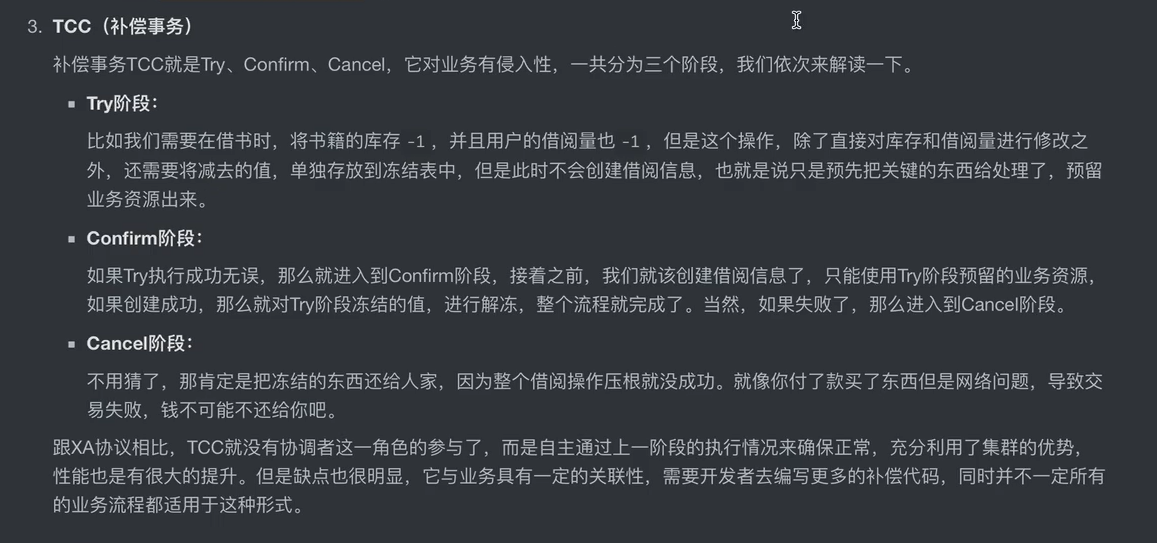 3. TCC（补偿事务）
补偿事务TCC就是Try、Confirm、Cancel，它对业务有侵入性，一共分为三个阶段，我们依次来解读一下。
▪ Try阶段：
比如我们需要在借书时，将书籍的库存 -1 ，并且用户的借阅量也 -1 ，但是这个操作，除了直接对库存和借阅量进行修改之
外，还需要将减去的值，单独存放到冻结表中，但是此时不会创建借阅信息，也就是说只是预先把关键的东西给处理了，预留
业务资源出来。
▪ Confirm阶段：
如果Try执行成功无误，那么就进入到Confirm阶段，接着之前，我们就该创建借阅信息了，只能使用Try阶段预留的业务资源，
如果创建成功，那么就对Try阶段冻结的值，进行解冻，整个流程就完成了。当然，如果失败了，那么进入到Cancel阶段。
▪ Cancel阶段：
不用猜了，那肯定是把冻结的东西还给人家，因为整个借阅操作压根就没成功。就像你付了款买了东西但是网络问题，导致交
易失败，钱不可能不还给你吧。
跟XA协议相比，TCC就没有协调者这一角色的参与了，而是自主通过上一阶段的执行情况来确保正常，充分利用了集群的优势，
性能也是有很大的提升。但是缺点也很明显，它与业务具有一定的关联性，需要开发者去编写更多的补偿代码，同时并不一定所有
的业务流程都适用于这种形式。